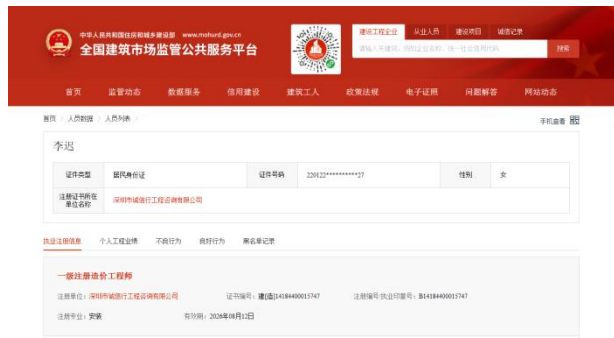 中华人民共和国住房和城乡建设部 www.mohurd.gov.cn
全国建筑市场监管公共服务平台
建设工程企业 从业人员 建设项目 诚信记录
搜索
首页 监管动态 数据服务 信用建设 建筑工人 政策法规 电子证照 问题解答 网站动态
首页 人员数据 人员列表
手机查看
李迟
证件类型 居民身份证 证件号码 220122**********27 性别 女
注册证书所在单位名称 深圳市诚信行工程咨询有限公司
执业注册信息 个人工程业绩 不良行为 良好行为 黑名单记录
一级注册造价工程师
注册单位：深圳市诚信行工程咨询有限公司 证书编号：建[造]14184400015747 注册编号/执业印章号：B14184400015747
注册专业：安装 有效期：2026年08月12日